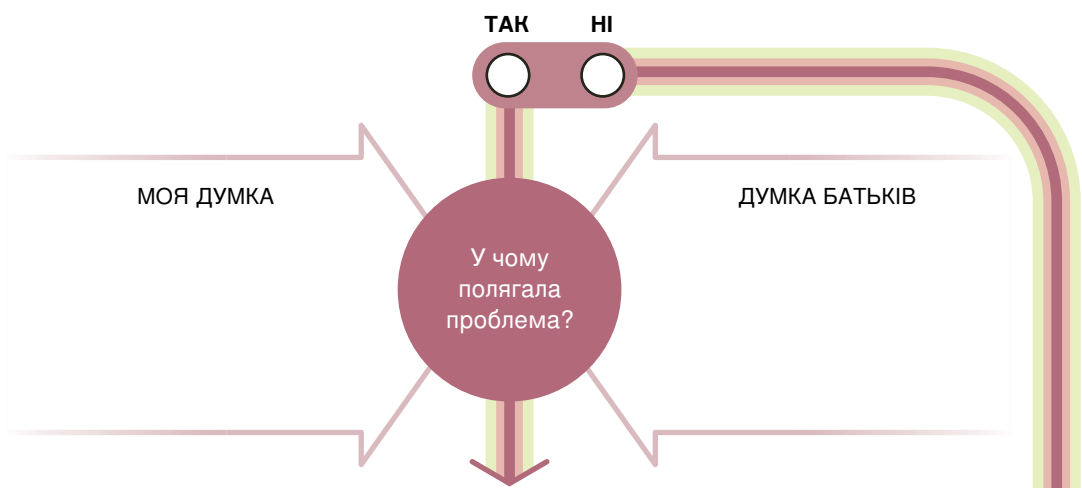 ТАК НІ
МОЯ ДУМКА
ДУМКА БАТЬКІВ
У чому
полягала
проблема?